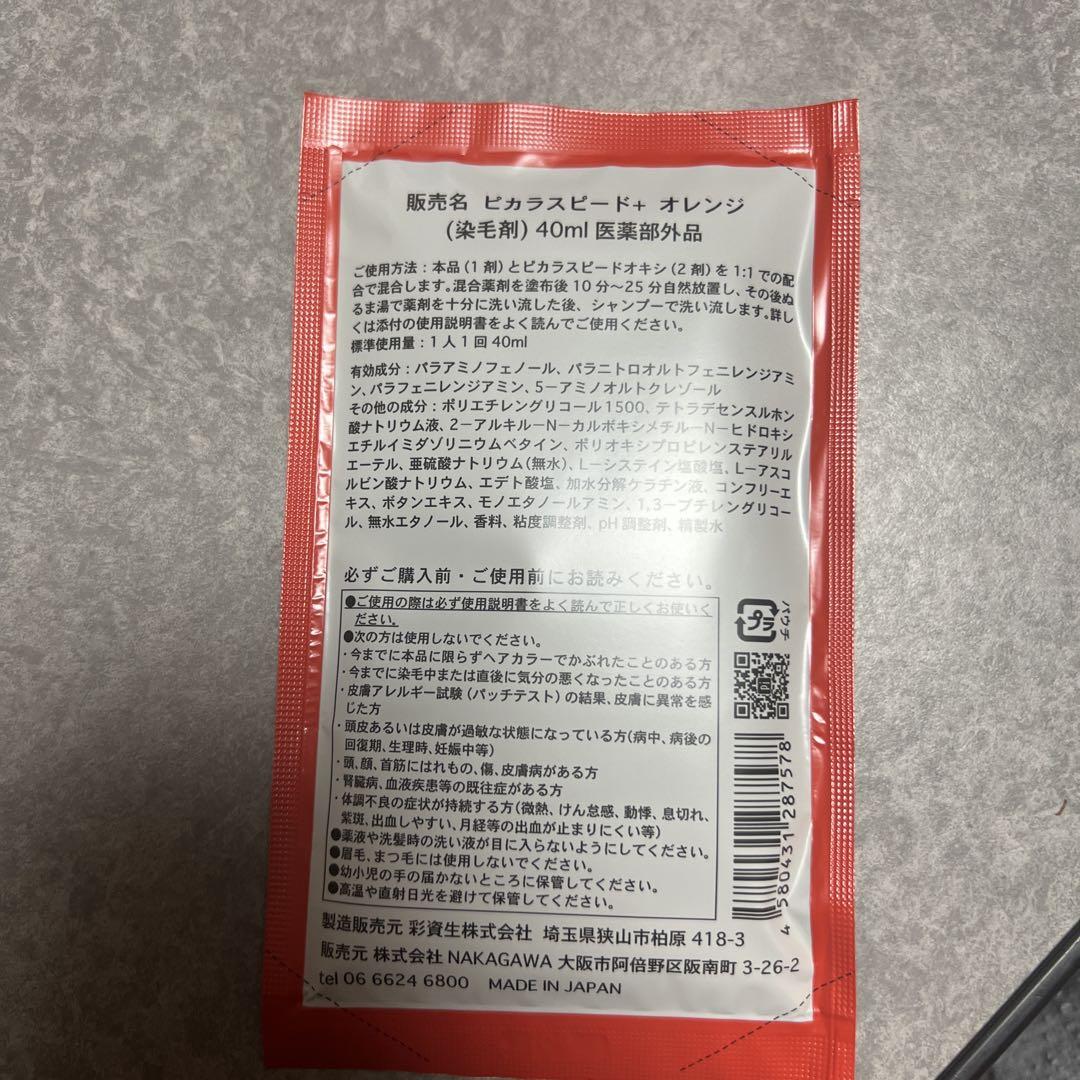 販売名 ピカラスピード+ オレンジ
(染毛剤) 40ml 医薬部外品
ご使用方法：本品(1剤)とピカラスピードオキシ(2剤)を1:1での配
合で混合します。混合薬剤を塗布後10分～25分自然放置し、その後ぬ
るま湯で薬剤を十分に洗い流した後、シャンプーで洗い流します。詳し
くは添付の使用説明書をよく読んでご使用ください。
標準使用量：1人1回40ml
有効成分：パラアミノフェノール、パラニトロオルトフェニレンジアミ
ン、パラフェニレンジアミン、5－アミノオルトクレゾール
その他の成分：ポリエチレングリコール1500、テトラデセンスルホン
酸ナトリウム液、2－アルキル－N－カルボキシメチル－N－ヒドロキシ
エチルイミダゾリニウムベタイン、ポリオキシプロピレンステアリル
エーテル、亜硫酸ナトリウム(無水)、L－システイン塩酸塩、L－アスコ
ルビン酸ナトリウム、エデト酸塩、加水分解ケラチン液、コンフリーエ
キス、ボタンエキス、モノエタノールアミン、1,3－ブチレングリコー
ル、無水エタノール、香料、粘度調整剤、pH調整剤、精製水
必ずご購入前・ご使用前にお読みください。
●ご使用の際は必ず使用説明書をよく読んで正しくお使いく
ださい。
●次の方は使用しないでください。
・今までに本品に限らずヘアカラーでかぶれたことのある方
・今までに染毛中または直後に気分の悪くなったことのある方
・皮膚アレルギー試験(パッチテスト)の結果、皮膚に異常を感
じた方
・頭皮あるいは皮膚が過敏な状態になっている方(病中、病後の
回復期、生理時、妊娠中等)
・頭、顔、首筋にはれもの、傷、皮膚病がある方
・腎臓病、血液疾患等の既往症がある方
・体調不良の症状が持続する方(微熱、けん怠感、動悸、息切れ、
紫斑、出血しやすい、月経等の出血が止まりにくい等)
●薬液や洗髪時の洗い液が目に入らないようにしてください。
●眉毛、まつ毛には使用しないでください。
●幼小児の手の届かないところに保管してください。
●高温や直射日光を避けて保管してください。
プラ
パウチ
4 580431 287578
製造販売元 彩資生株式会社 埼玉県狭山市柏原 418-3
販売元 株式会社 NAKAGAWA 大阪市阿倍野区阪南町 3-26-2
tel 06 6624 6800 MADE IN JAPAN